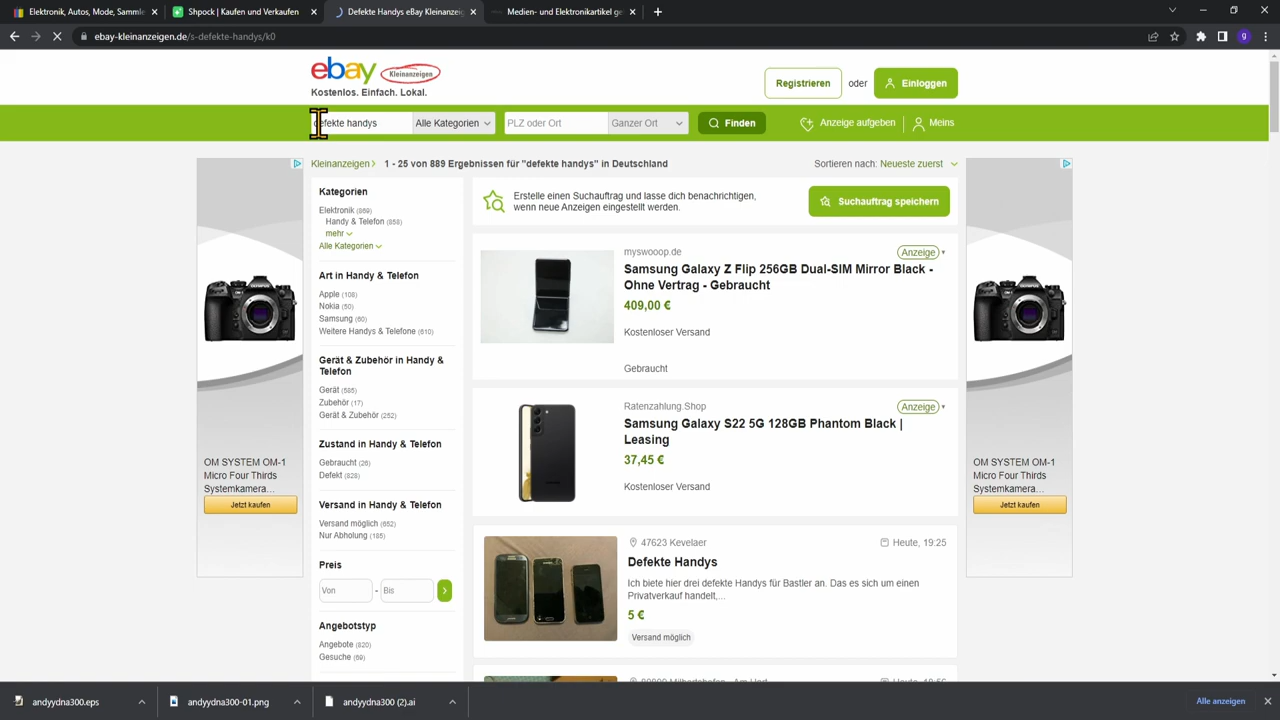 Elektronik, Autos, Mode, Samml
Shpock | Kaufen und Verkaufen
Defekte Handys eBay Kleinanzei
Medien- und Elektronikartikel ge
ebay-kleinanzeigen.de/s-defekte-handys/k0
ebay Kleinanzeigen
Kostenlos. Einfach. Lokal.
Registrieren oder Einloggen
defekte handys Alle Kategorien PLZ oder Ort Ganzer Ort Finden Anzeige aufgeben Meins
Kleinanzeigen 1 - 25 von 889 Ergebnissen für "defekte handys" in Deutschland
Sortieren nach: Neueste zuerst
Kategorien
Elektronik (869)
Handy & Telefon (858)
mehr
Alle Kategorien
Art in Handy & Telefon
Apple (108)
Nokia (50)
Samsung (60)
Weitere Handys & Telefone (610)
Gerät & Zubehör in Handy &
Telefon
Gerät (585)
Zubehör (17)
Gerät & Zubehör (252)
Zustand in Handy & Telefon
Gebraucht (26)
Defekt (828)
Versand in Handy & Telefon
Versand möglich (652)
Nur Abholung (185)
Preis
Von - Bis
Angebotstyp
Angebote (820)
Gesuche (69)
Erstelle einen Suchauftrag und lasse dich benachrichtigen,
wenn neue Anzeigen eingestellt werden.
Suchauftrag speichern
myswooop.de
Anzeige
Samsung Galaxy Z Flip 256GB Dual-SIM Mirror Black -
Ohne Vertrag - Gebraucht
409,00 €
Kostenloser Versand
Gebraucht
Ratenzahlung.Shop
Anzeige
Samsung Galaxy S22 5G 128GB Phantom Black |
Leasing
37,45 €
Kostenloser Versand
47623 Kevelaer
Heute, 19:25
Defekte Handys
Ich biete hier drei defekte Handys für Bastler an. Das es sich um einen
Privatverkauf handelt,...
5 €
Versand möglich
OM SYSTEM OM-1
Micro Four Thirds
Systemkamera...
Jetzt kaufen
OM SYSTEM OM-1
Micro Four Thirds
Systemkamera...
Jetzt kaufen
andyydna300.eps
andyydna300-01.png
andyydna300 (2).ai
Alle anzeigen